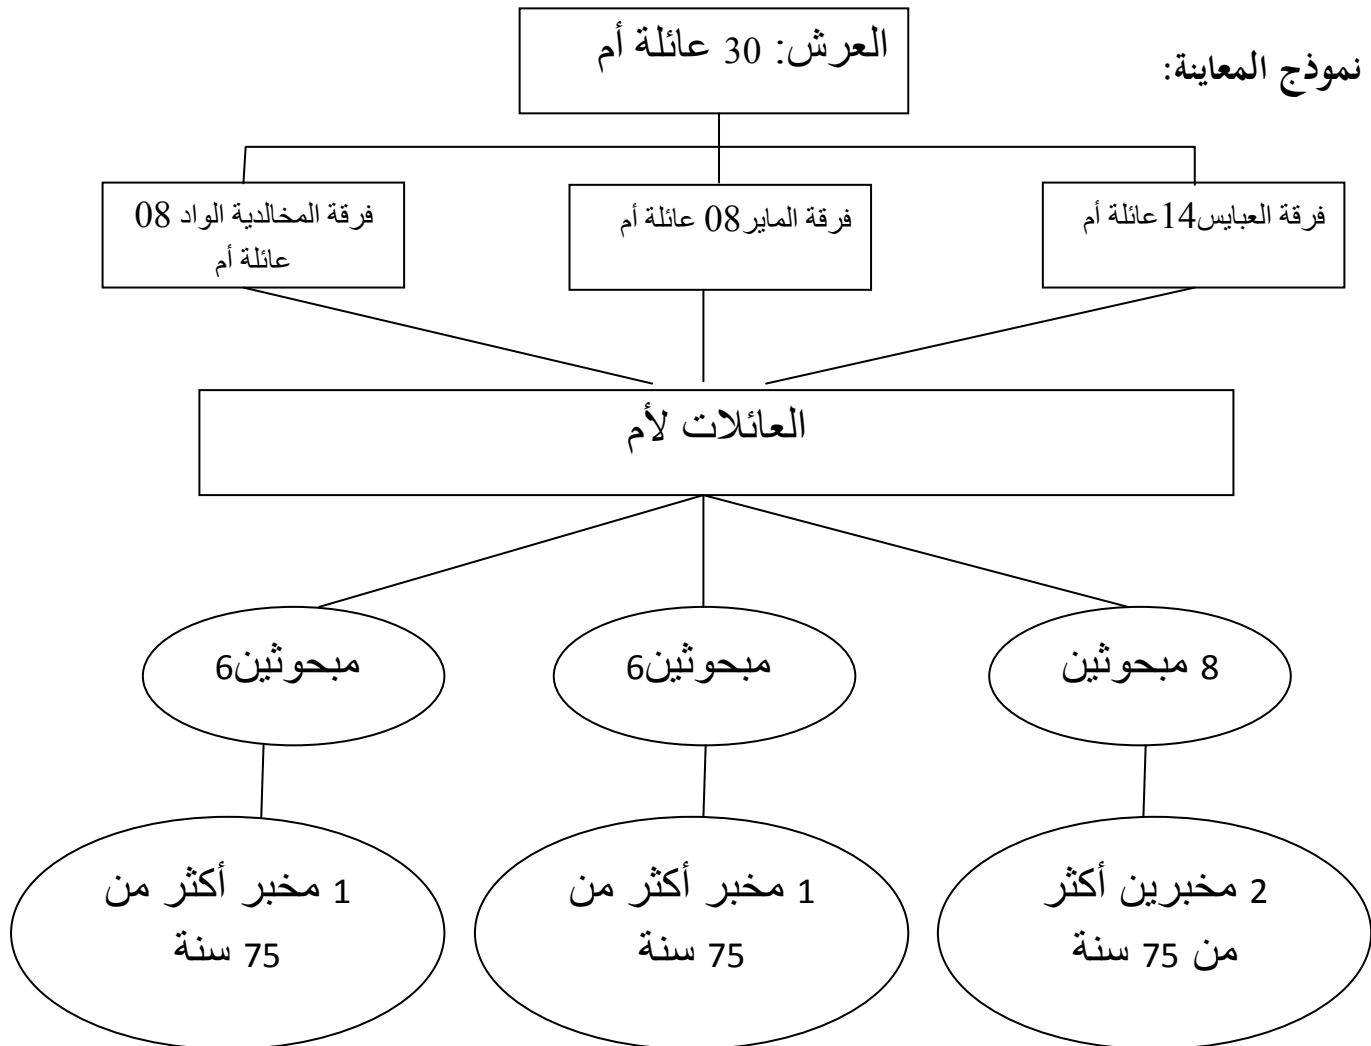 نموذج المعاينة:
العرش: 30 عائلة أم
فرقة العبايس14عائلة أم
فرقة الماير08 عائلة أم
فرقة المخالدية الواد 08
عائلة أم
العائلات لأم
8 مبحوثين
مبحوثين6
مبحوثين6
2 مخبرين أكثر
من 75 سنة
1 مخبر أكثر من
75 سنة
1 مخبر أكثر من
75 سنة